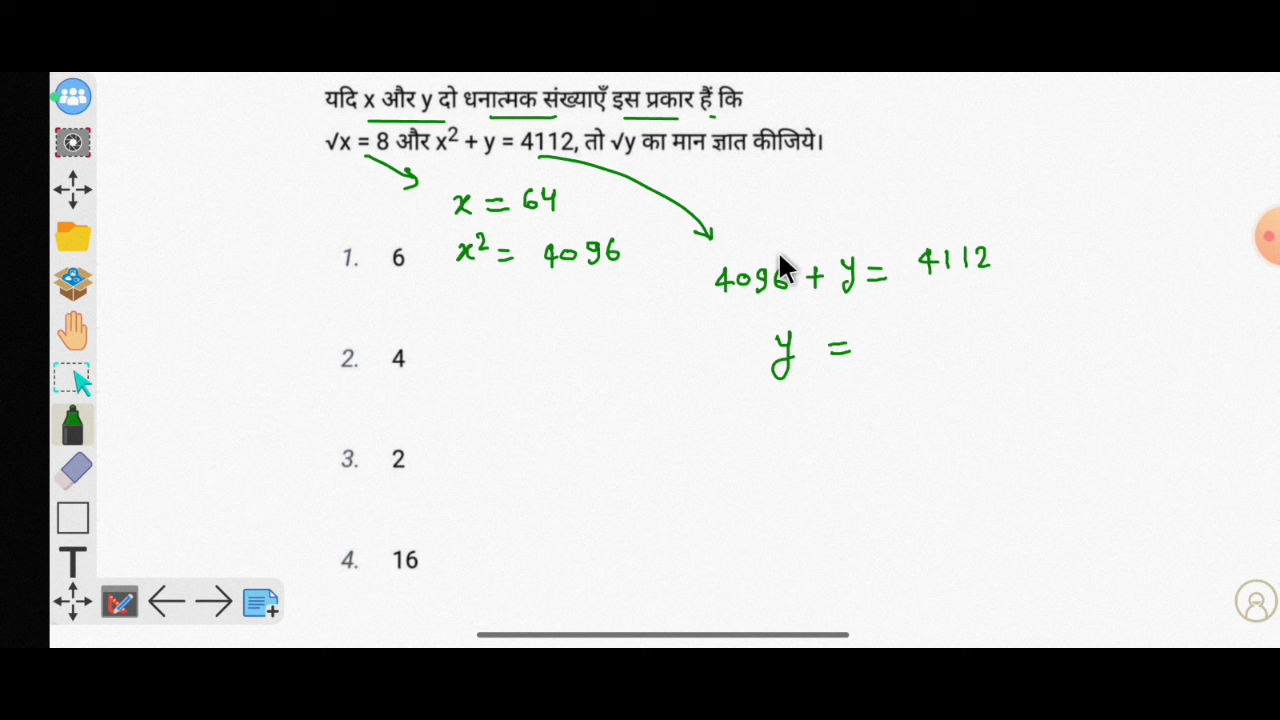 यदि x और y दो धनात्मक संख्याएँ इस प्रकार हैं कि
√x = 8 और x² + y = 4112, तो √y का मान ज्ञात कीजिये।
x = 64
x² = 4096
1. 6
4096 + y = 4112
y =
2. 4
3. 2
4. 16
T